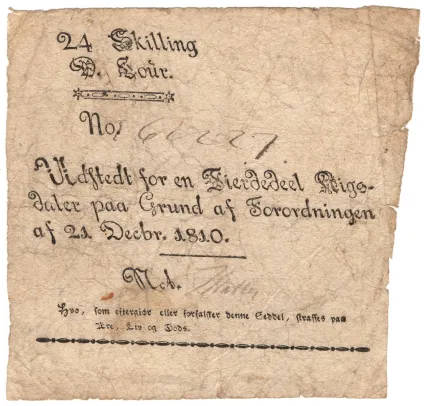 24 Skilling
D. Cour.
No.
Udstedt for en Fierdedeel Rigs-
daler paa Grund af Forordningen
af 21. Decbr. 1810.
Not.
Hvo, som eftergiør eller forfalsker denne Seddel, straffes paa
Ære, Liv og Gods.